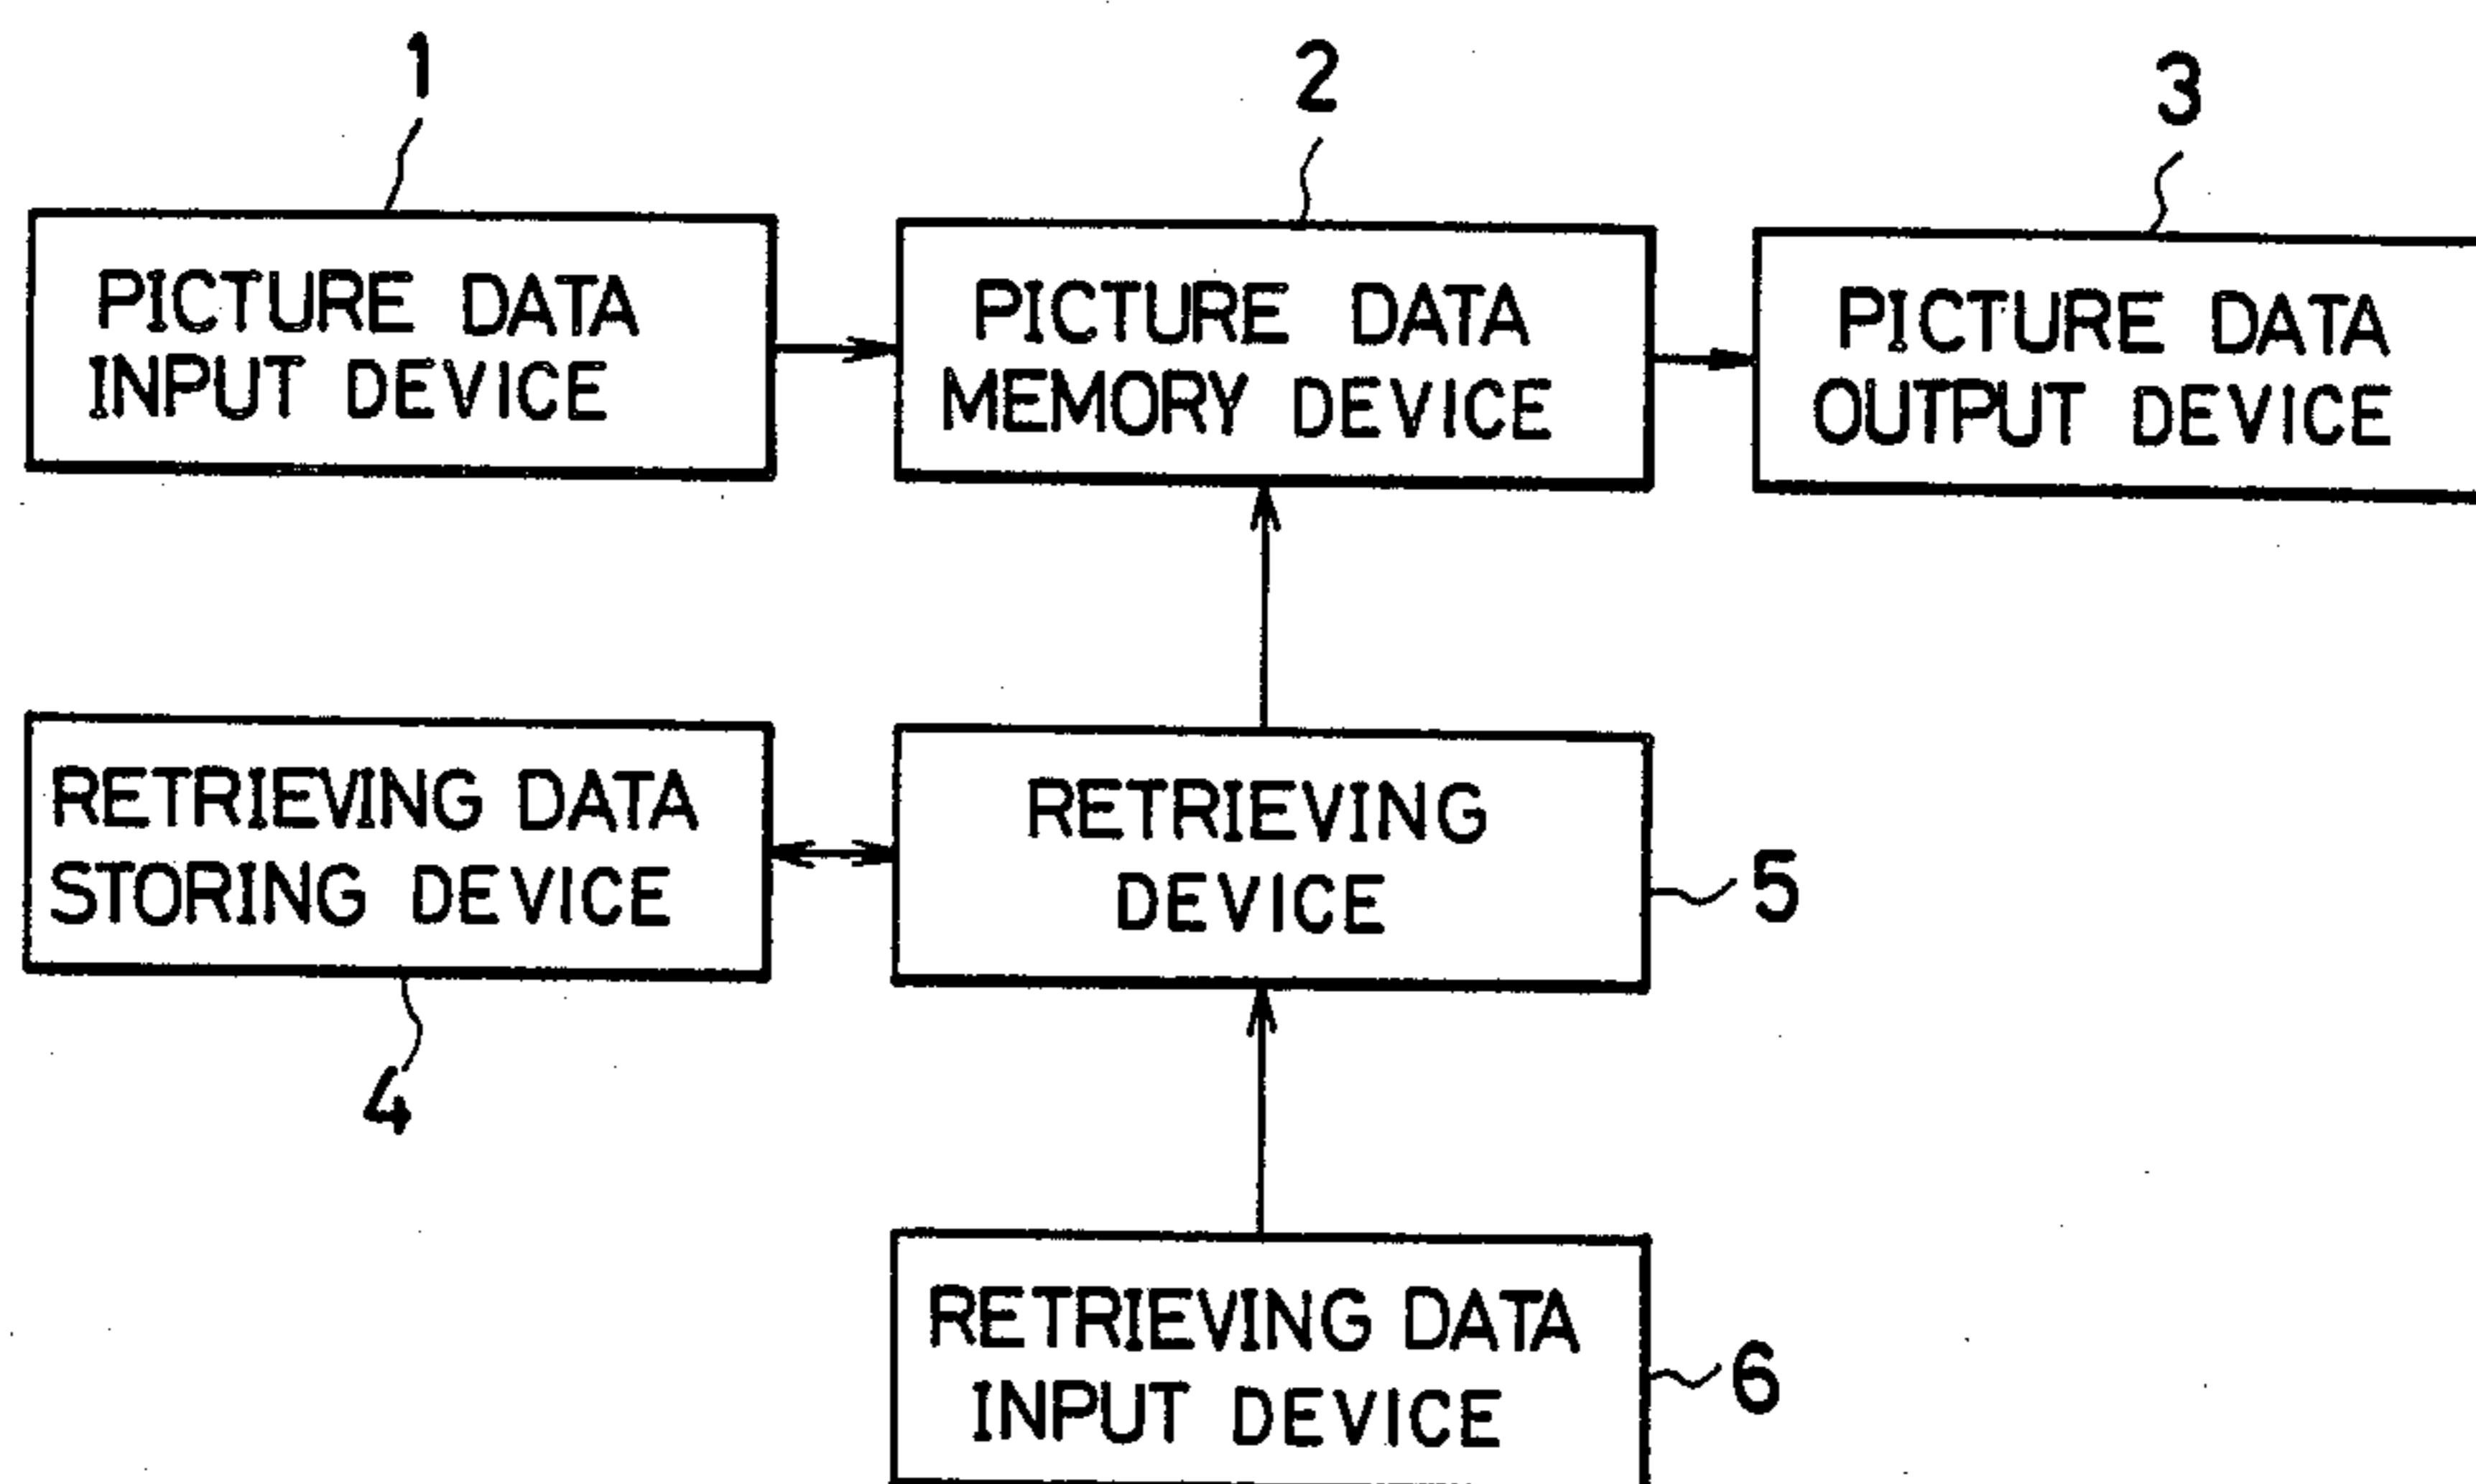 1
2
3
PICTURE DATA
INPUT DEVICE
PICTURE DATA
MEMORY DEVICE
PICTURE DATA
OUTPUT DEVICE
RETRIEVING DATA
STORING DEVICE
RETRIEVING
DEVICE
5
4
RETRIEVING DATA
INPUT DEVICE
6